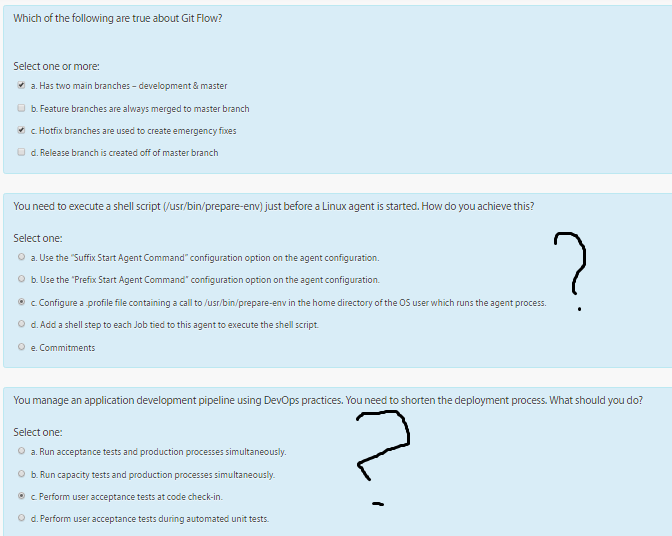 Which of the following are true about Git Flow?
Select one or more:
a. Has two main branches – development & master
b. Feature branches are always merged to master branch
c. Hotfix branches are used to create emergency fixes
d. Release branch is created off of master branch
You need to execute a shell script (/usr/bin/prepare-env) just before a Linux agent is started. How do you achieve this?
Select one:
a. Use the "Suffix Start Agent Command" configuration option on the agent configuration.
b. Use the "Prefix Start Agent Command" configuration option on the agent configuration.
c. Configure a .profile file containing a call to /usr/bin/prepare-env in the home directory of the OS user which runs the agent process.
d. Add a shell step to each Job tied to this agent to execute the shell script.
e. Commitments
?
You manage an application development pipeline using DevOps practices. You need to shorten the deployment process. What should you do?
Select one:
a. Run acceptance tests and production processes simultaneously.
b. Run capacity tests and production processes simultaneously.
c. Perform user acceptance tests at code check-in.
d. Perform user acceptance tests during automated unit tests.
?